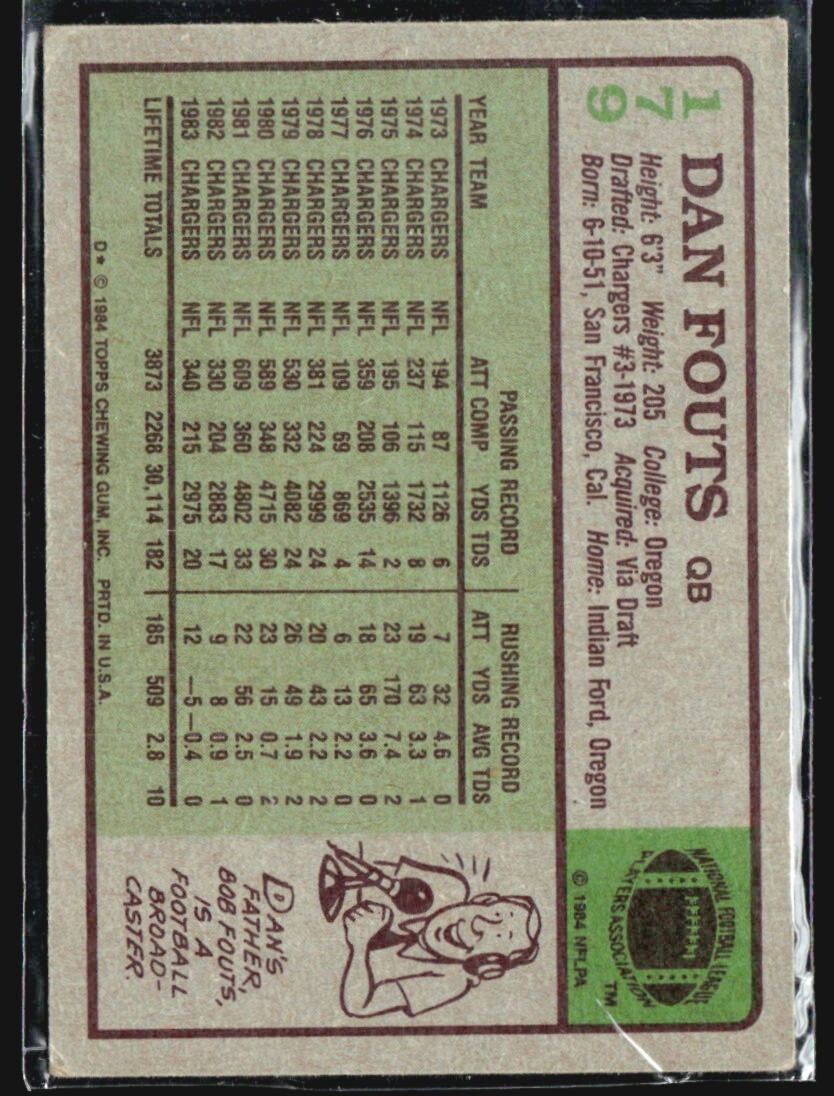 1
7
9
DAN FOUTS QB
Height: 6'3" Weight: 205 College: Oregon
Drafted: Chargers #3-1973 Acquired: Via Draft
Born: 6-10-51, San Francisco, Cal. Home: Indian Ford, Oregon
NATIONAL FOOTBALL LEAGUE
PLAYERS ASSOCIATION
TM
© 1984 NFLPA
PASSING RECORD RUSHING RECORD
YEAR TEAM ATT COMP YDS TDS ATT YDS AVG TDS
1973 CHARGERS NFL 194 87 1126 6 7 32 4.6 0
1974 CHARGERS NFL 237 115 1732 8 19 63 3.3 1
1975 CHARGERS NFL 195 106 1396 2 23 170 7.4 2
1976 CHARGERS NFL 359 208 2535 14 18 65 3.6 0
1977 CHARGERS NFL 109 69 869 4 6 13 2.2 0
1978 CHARGERS NFL 381 224 2999 24 20 43 2.2 2
1979 CHARGERS NFL 530 332 4082 24 26 49 1.9 2
1980 CHARGERS NFL 589 348 4715 30 23 15 0.7 2
1981 CHARGERS NFL 609 360 4802 33 22 56 2.5 0
1982 CHARGERS NFL 330 204 2883 17 9 8 0.9 1
1983 CHARGERS NFL 340 215 2975 20 12 —5 —0.4 0
LIFETIME TOTALS 3873 2268 30,114 182 185 509 2.8 10
D* © 1984 TOPPS CHEWING GUM, INC. PRTD. IN U.S.A.
DAN'S
FATHER,
BOB FOUTS,
IS A
FOOTBALL
BROAD-
CASTER.